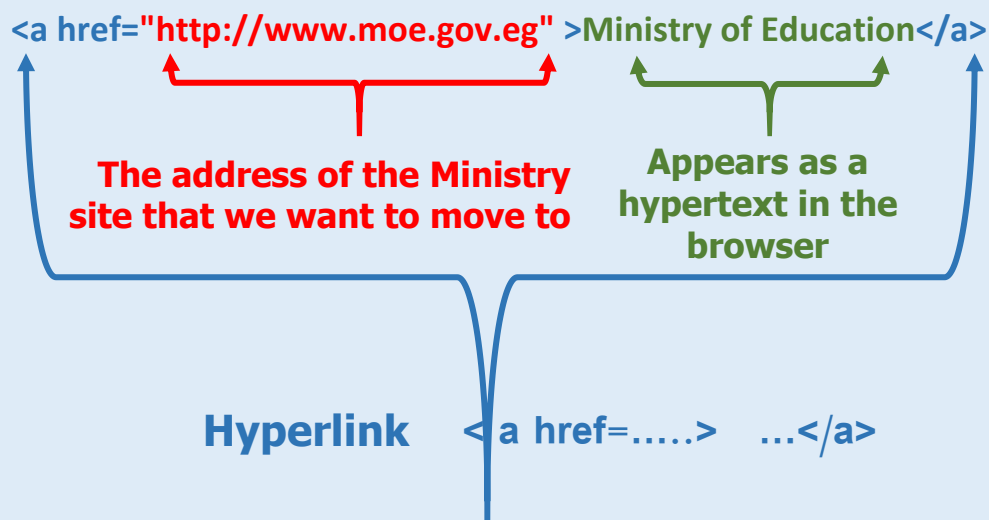 <a href="http://www.moe.gov.eg" >Ministry of Education</a>
The address of the Ministry
site that we want to move to
Appears as a
hypertext in the
browser
Hyperlink < a href=.....> ...</a>